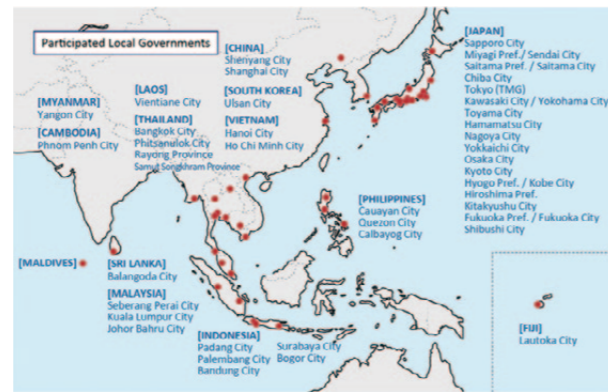 Participated Local Governments
[CHINA]
Shenyang City
Shanghai City
[LAOS]
Vientiane City
[SOUTH KOREA]
Ulsan City
[MYANMAR]
Yangon City
[THAILAND]
Bangkok City
Phitsanulok City
Rayong Province
Samut Songkhram Province
[VIETNAM]
Hanoi City
Ho Chi Minh City
[CAMBODIA]
Phnom Penh City
[JAPAN]
Sapporo City
Miyagi Pref./ Sendai City
Saitama Pref. / Saitama City
Chiba City
Tokyo (TMG)
Kawasaki City / Yokohama City
Toyama City
Hamamatsu City
Nagoya City
Yokkaichi City
Osaka City
Kyoto City
Hyogo Pref. / Kobe City
Hiroshima Pref.
Kitakyushu City
Fukuoka Pref. / Fukuoka City
Shibushi City
[PHILIPPINES]
Cauayan City
Quezon City
Calbayog City
[MALDIVES]
[SRI LANKA]
Balangoda City
[MALAYSIA]
Seberang Perai City
Kuala Lumpur City
Johor Bahru City
[INDONESIA]
Padang City
Palembang City
Bandung City
Surabaya City
Bogor City
[FIJI]
Lautoka City